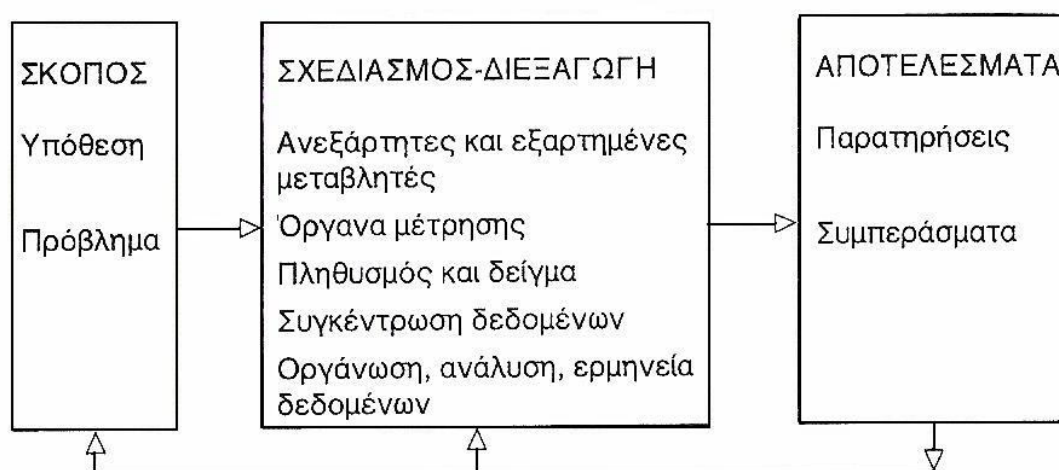 ΣΚΟΠΟΣ
Υπόθεση
Πρόβλημα
ΣΧΕΔΙΑΣΜΟΣ-ΔΙΕΞΑΓΩΓΗ
Ανεξάρτητες και εξαρτημένες
μεταβλητές
Όργανα μέτρησης
Πληθυσμός και δείγμα
Συγκέντρωση δεδομένων
Οργάνωση, ανάλυση, ερμηνεία
δεδομένων
ΑΠΟΤΕΛΕΣΜΑΤΑ
Παρατηρήσεις
Συμπεράσματα